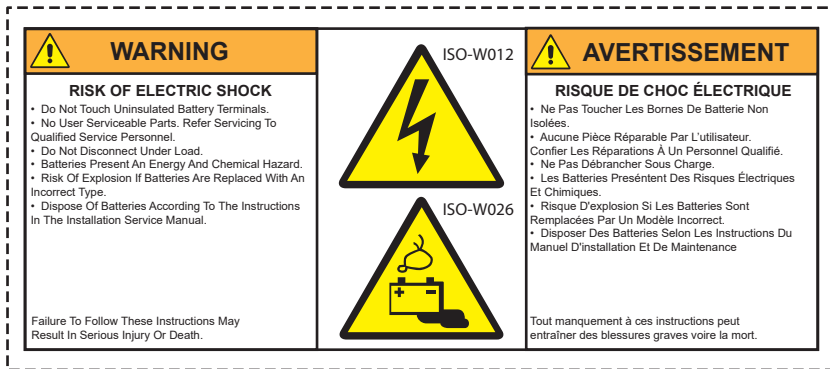 WARNING
RISK OF ELECTRIC SHOCK
• Do Not Touch Uninsulated Battery Terminals.
• No User Serviceable Parts. Refer Servicing To
Qualified Service Personnel.
• Do Not Disconnect Under Load.
• Batteries Present An Energy And Chemical Hazard.
• Risk Of Explosion If Batteries Are Replaced With An
Incorrect Type.
• Dispose Of Batteries According To The Instructions
In The Installation Service Manual.
Failure To Follow These Instructions May
Result In Serious Injury Or Death.
ISO-W012
ISO-W026
AVERTISSEMENT
RISQUE DE CHOC ÉLECTRIQUE
• Ne Pas Toucher Les Bornes De Batterie Non
Isolées.
• Aucune Pièce Réparable Par L'utilisateur.
Confier Les Réparations À Un Personnel Qualifié.
• Ne Pas Débrancher Sous Charge.
• Les Batteries Preséntent Des Risques Électriques
Et Chimiques.
• Risque D'explosion Si Les Batteries Sont
Remplacées Par Un Modèle Incorrect.
• Disposer Des Batteries Selon Les Instructions Du
Manuel D'installation Et De Maintenance
Tout manquement à ces instructions peut
entraîner des blessures graves voire la mort.